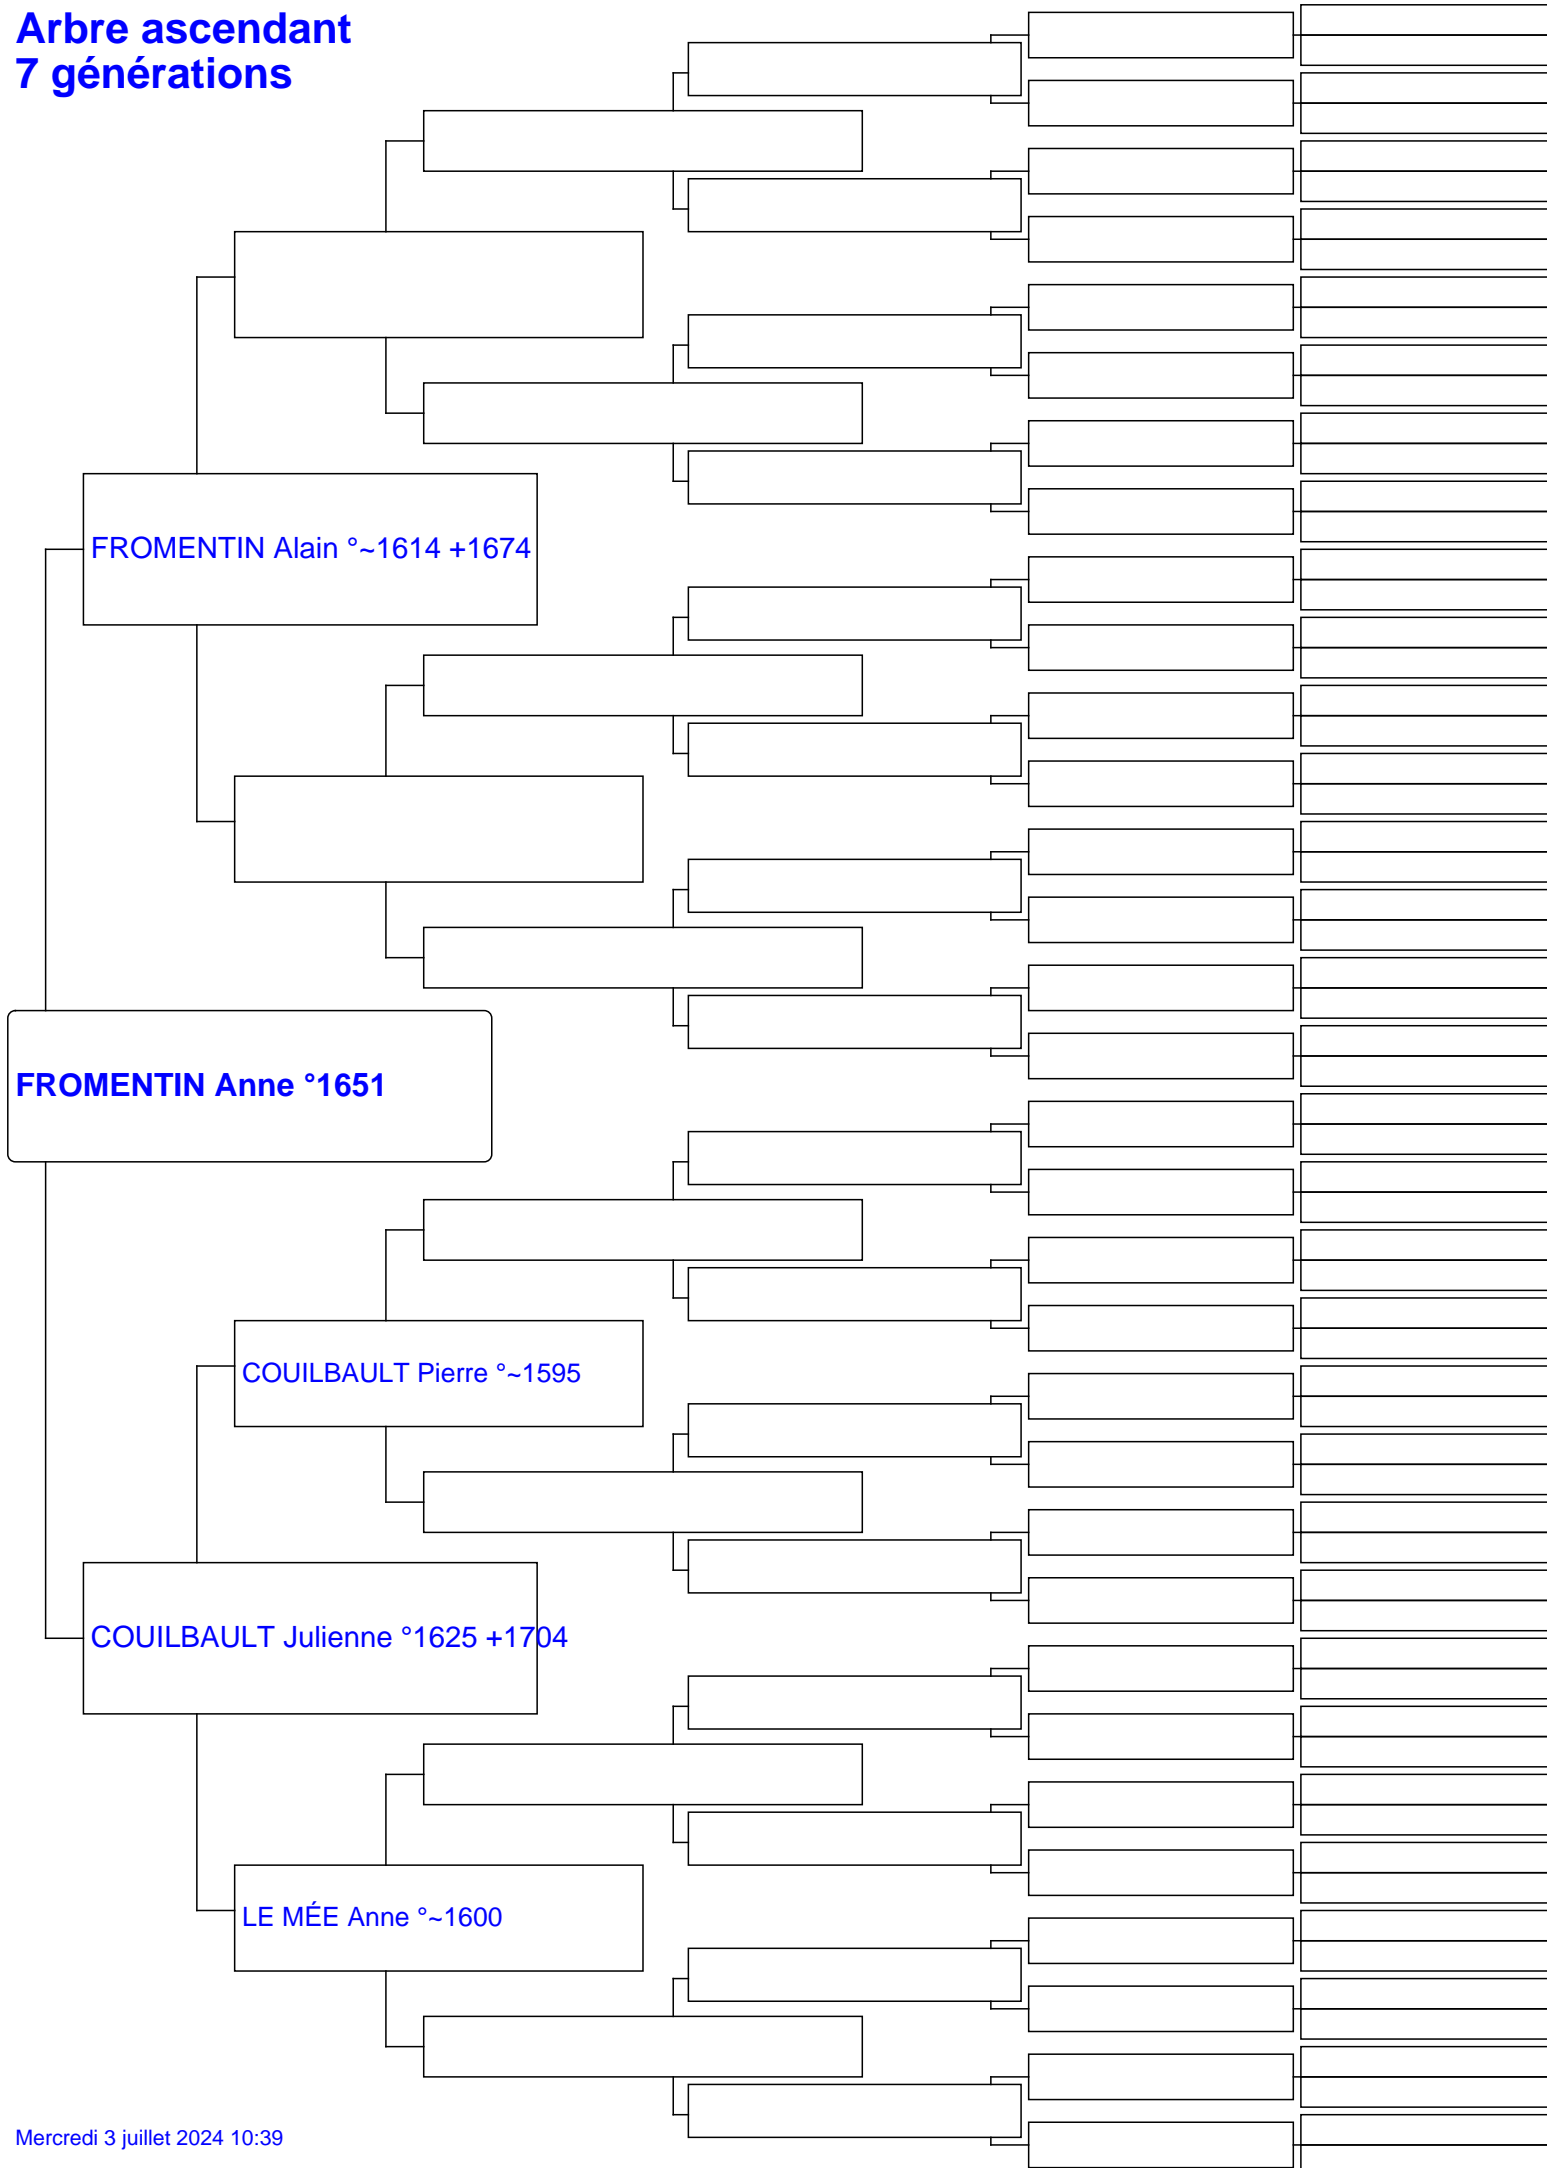 Arbre ascendant
7 générations
FROMENTIN Alain °~1614 +1674
FROMENTIN Anne °1651
COUILBAULT Pierre °~1595
COUILBAULT Julienne °1625 +1704
LE MÉE Anne °~1600
Mercredi 3 juillet 2024 10:39